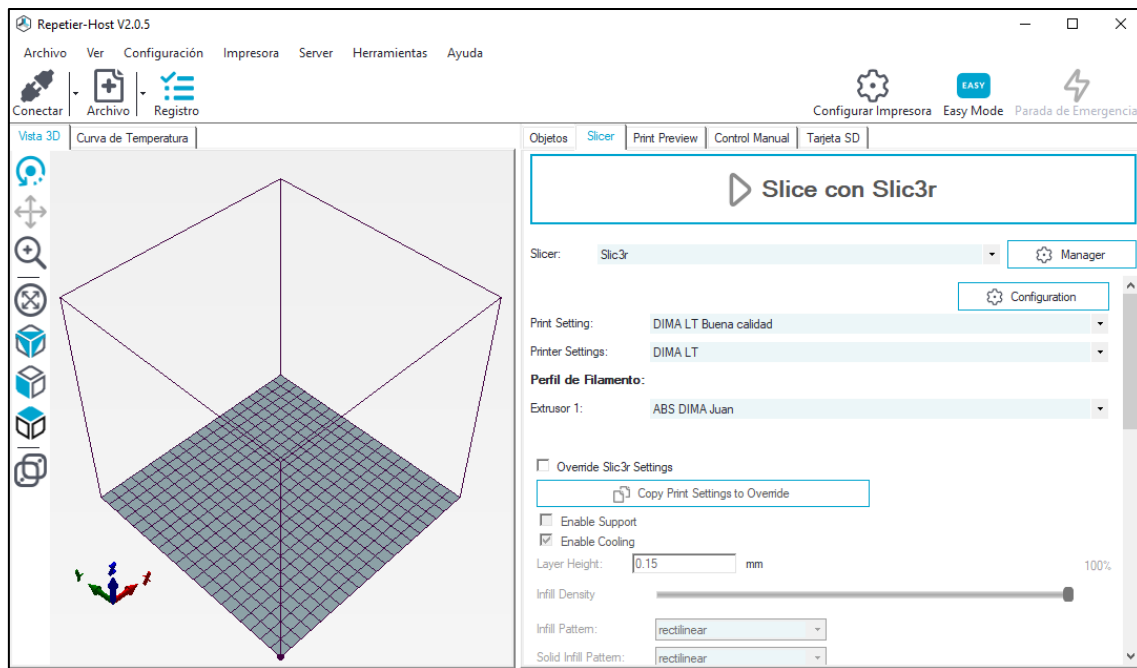 Repetier-Host V2.0.5
Archivo Ver Configuración Impresora Server Herramientas Ayuda
Conectar Archivo Registro Configurar Impresora EASY Easy Mode Parada de Emergencia
Vista 3D Curva de Temperatura
Objetos Slicer Print Preview Control Manual Tarjeta SD
Slice con Slic3r
Slicer: Slic3r Manager
Configuration
Print Setting: DIMA LT Buena calidad
Printer Settings: DIMA LT
Perfil de Filamento:
Extrusor 1: ABS DIMA Juan
Override Slic3r Settings
Copy Print Settings to Override
Enable Support
Enable Cooling
Layer Height: 0.15 mm 100%
Infill Density
Infill Pattern: rectilinear
Solid Infill Pattern: rectilinear
Y Z X